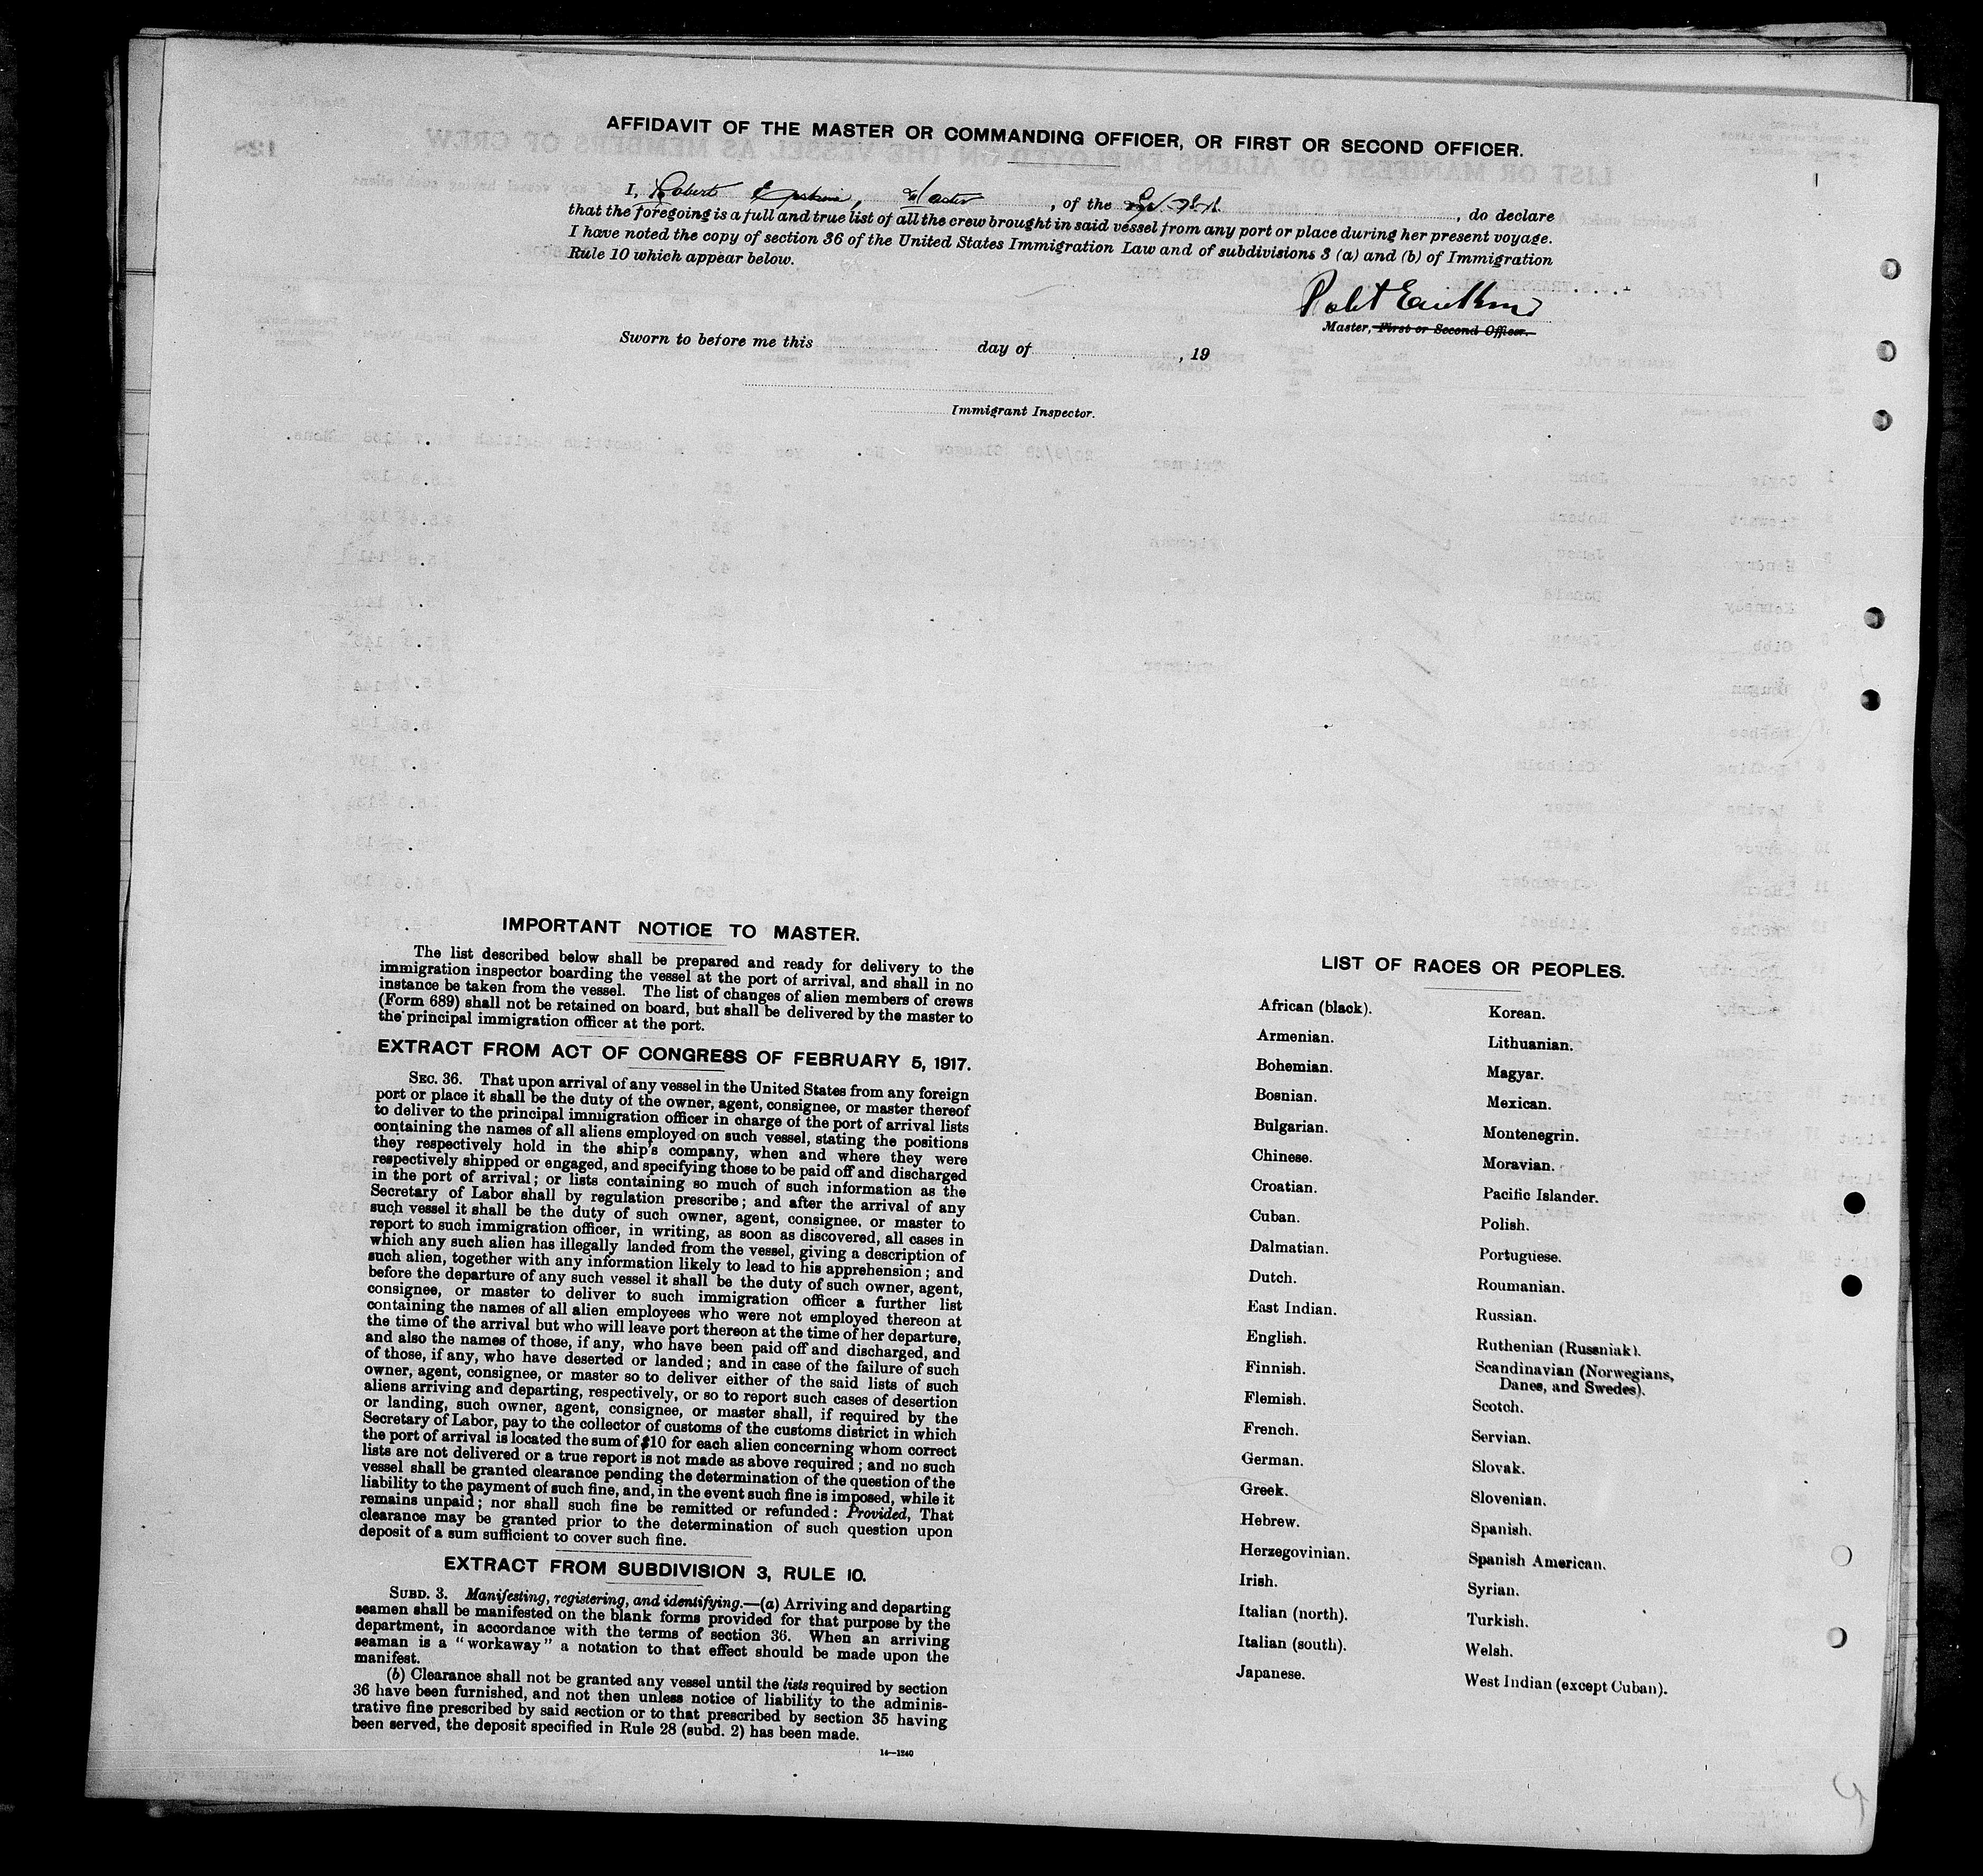 AFFIDAVIT OF THE MASTER OR COMMANDING OFFICER, OR FIRST OR SECOND OFFICER.
I, Robert Erskine, Master, of the , do declare
that the foregoing is a full and true list of all the crew brought in said vessel from any port or place during her present voyage.
I have noted the copy of section 36 of the United States Immigration Law and of subdivisions 3 (a) and (b) of Immigration
Rule 10 which appear below.
Master, First or Second Officer.
Sworn to before me this day of , 19
Immigrant Inspector.
IMPORTANT NOTICE TO MASTER.
The list described below shall be prepared and ready for delivery to the
immigration inspector boarding the vessel at the port of arrival, and shall in no
instance be taken from the vessel. The list of changes of alien members of crews
(Form 689) shall not be retained on board, but shall be delivered by the master to
the principal immigration officer at the port.
EXTRACT FROM ACT OF CONGRESS OF FEBRUARY 5, 1917.
SEC. 36. That upon arrival of any vessel in the United States from any foreign
port or place it shall be the duty of the owner, agent, consignee, or master thereof
to deliver to the principal immigration officer in charge of the port of arrival lists
containing the names of all aliens employed on such vessel, stating the positions
they respectively hold in the ship's company, when and where they were
respectively shipped or engaged, and specifying those to be paid off and discharged
in the port of arrival; or lists containing so much of such information as the
Secretary of Labor shall by regulation prescribe; and after the arrival of any
such vessel it shall be the duty of such owner, agent, consignee, or master to
report to such immigration officer, in writing, as soon as discovered, all cases in
which any such alien has illegally landed from the vessel, giving a description of
such alien, together with any information likely to lead to his apprehension; and
before the departure of any such vessel it shall be the duty of such owner, agent,
consignee, or master to deliver to such immigration officer a further list
containing the names of all alien employees who were not employed thereon at
the time of the arrival but who will leave port thereon at the time of her departure,
and also the names of those, if any, who have been paid off and discharged, and
of those, if any, who have deserted or landed; and in case of the failure of such
owner, agent, consignee, or master so to deliver either of the said lists of such
aliens arriving and departing, respectively, or so to report such cases of desertion
or landing, such owner, agent, consignee, or master shall, if required by the
Secretary of Labor, pay to the collector of customs of the customs district in which
the port of arrival is located the sum of $10 for each alien concerning whom correct
lists are not delivered or a true report is not made as above required; and no such
vessel shall be granted clearance pending the determination of the question of the
liability to the payment of such fine, and, in the event such fine is imposed, while it
remains unpaid; nor shall such fine be remitted or refunded: Provided, That
clearance may be granted prior to the determination of such question upon
deposit of a sum sufficient to cover such fine.
EXTRACT FROM SUBDIVISION 3, RULE 10.
SUBD. 3. Manifesting, registering, and identifying.—(a) Arriving and departing
seamen shall be manifested on the blank forms provided for that purpose by the
department, in accordance with the terms of section 36. When an arriving
seaman is a "workaway" a notation to that effect should be made upon the
manifest.
(b) Clearance shall not be granted any vessel until the lists required by section
36 have been furnished, and not then unless notice of liability to the adminis-
trative fine prescribed by said section or to that prescribed by section 35 having
been served, the deposit specified in Rule 28 (subd. 2) has been made.
14—1240
LIST OF RACES OR PEOPLES.
African (black).
Armenian.
Bohemian.
Bosnian.
Bulgarian.
Chinese.
Croatian.
Cuban.
Dalmatian.
Dutch.
East Indian.
English.
Finnish.
Flemish.
French.
German.
Greek.
Hebrew.
Herzegovinian.
Irish.
Italian (north).
Italian (south).
Japanese.
Korean.
Lithuanian.
Magyar.
Mexican.
Montenegrin.
Moravian.
Pacific Islander.
Polish.
Portuguese.
Roumanian.
Russian.
Ruthenian (Russniak).
Scandinavian (Norwegians,
Danes, and Swedes).
Scotch.
Servian.
Slovak.
Slovenian.
Spanish.
Spanish American.
Syrian.
Turkish.
Welsh.
West Indian (except Cuban).